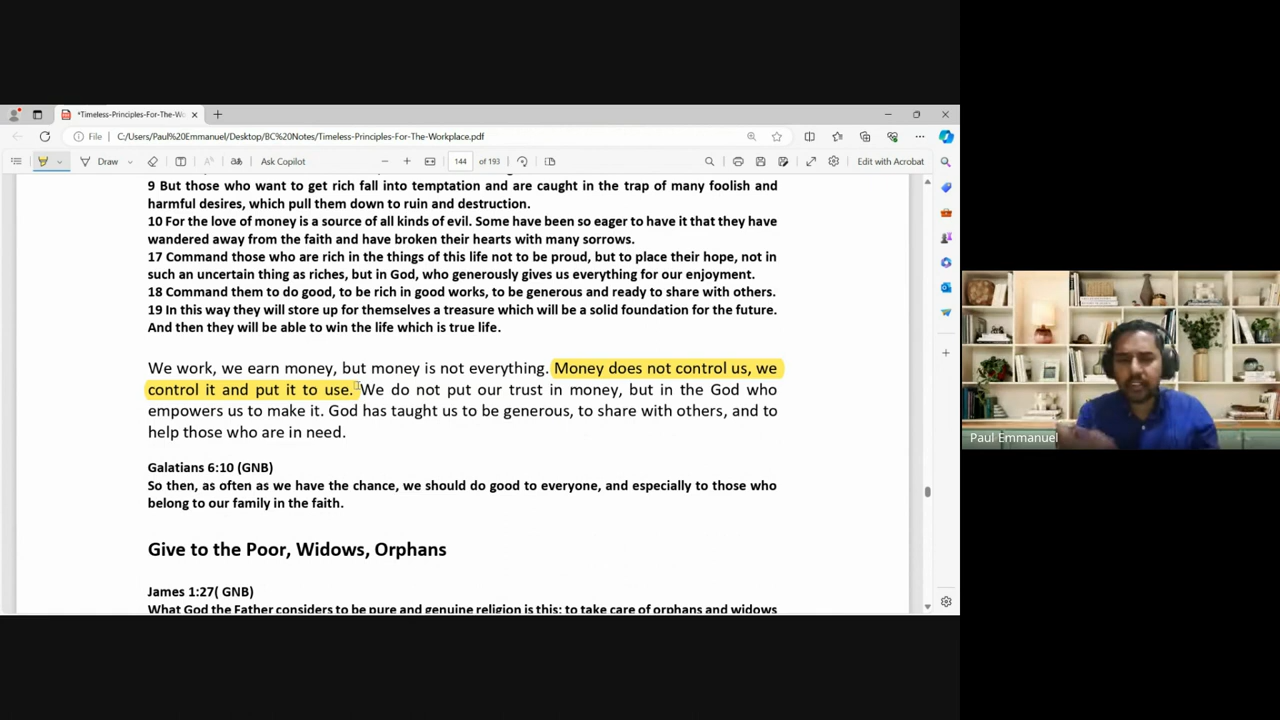 *Timeless-Principles-For-The-Wo
File
C:/Users/Paul%20Emmanuel/Desktop/BC%20Notes/Timeless-Principles-For-The-Workplace.pdf
Draw
Ask Copilot
144 of 193
Edit with Acrobat
9 But those who want to get rich fall into temptation and are caught in the trap of many foolish and
harmful desires, which pull them down to ruin and destruction.
10 For the love of money is a source of all kinds of evil. Some have been so eager to have it that they have
wandered away from the faith and have broken their hearts with many sorrows.
17 Command those who are rich in the things of this life not to be proud, but to place their hope, not in
such an uncertain thing as riches, but in God, who generously gives us everything for our enjoyment.
18 Command them to do good, to be rich in good works, to be generous and ready to share with others.
19 In this way they will store up for themselves a treasure which will be a solid foundation for the future.
And then they will be able to win the life which is true life.
We work, we earn money, but money is not everything. Money does not control us, we
control it and put it to use. We do not put our trust in money, but in the God who
empowers us to make it. God has taught us to be generous, to share with others, and to
help those who are in need.
Galatians 6:10 (GNB)
So then, as often as we have the chance, we should do good to everyone, and especially to those who
belong to our family in the faith.
Give to the Poor, Widows, Orphans
James 1:27( GNB)
What God the Father considers to be pure and genuine religion is this: to take care of orphans and widows
Paul Emmanuel